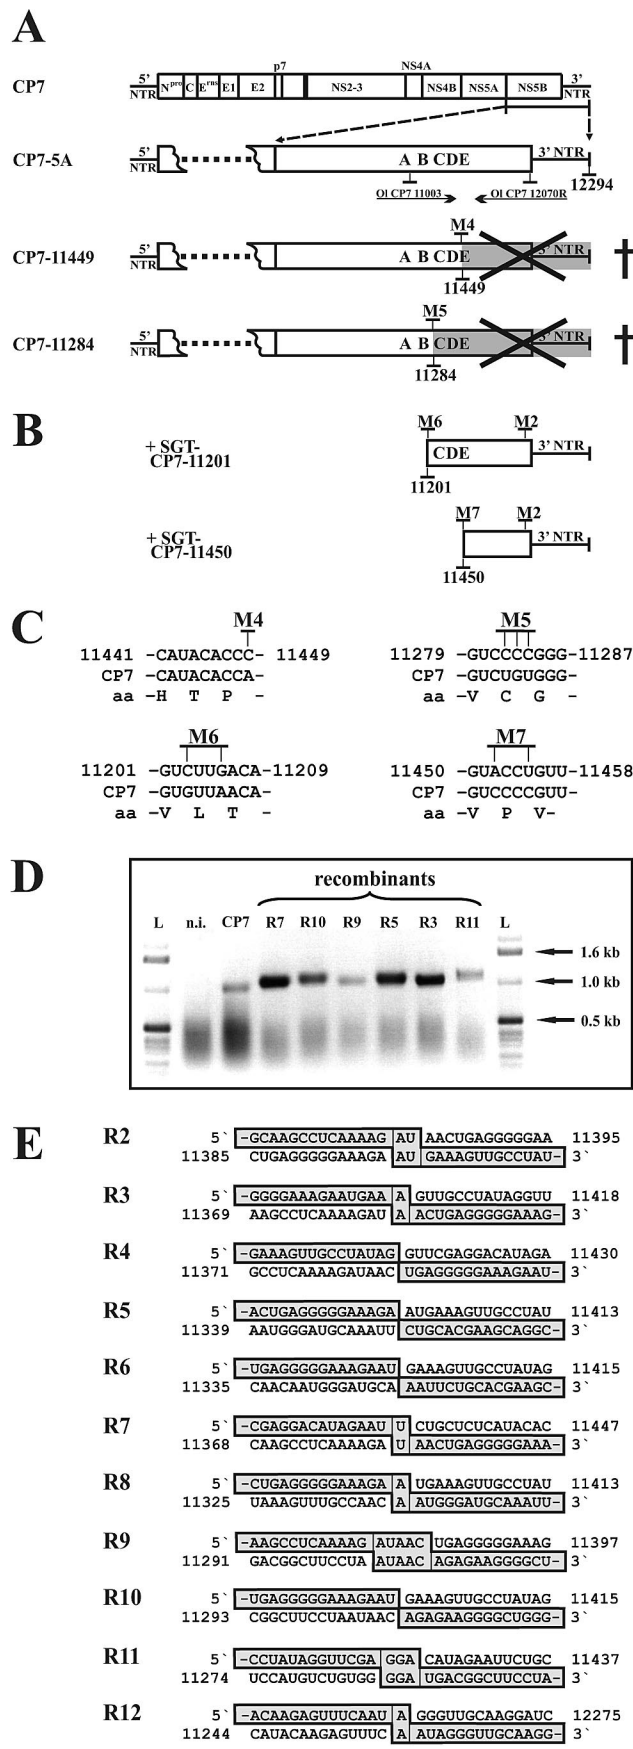 A
p7 NS4A
CP7 5' NTR N^pro C E^rns E1 E2 NS2-3 NS4B NS5A NS5B 3' NTR
CP7-5A 5' NTR A B CDE 3' NTR
12294
Ol CP7 11003 Ol CP7 12070R
M4
CP7-11449 5' NTR A B CDE 3' NTR †
11449
M5
CP7-11284 5' NTR A B CDE 3' NTR †
11284
B
M6 M2
+ SGT-
CP7-11201 CDE 3' NTR
11201
M7 M2
+ SGT-
CP7-11450 3' NTR
11450
C
M4 M5
11441 -CAUACACCC- 11449 11279 -GUCCCCGGG-11287
CP7 -CAUACACCA- CP7 -GUCUGUGGG-
aa -H T P - aa -V C G -
M6 M7
11201 -GUCUUGACA-11209 11450 -GUACCUGUU-11458
CP7 -GUGUUAACA- CP7 -GUCCCCGUU-
aa -V L T - aa -V P V-
D
recombinants
L n.i. CP7 R7 R10 R9 R5 R3 R11 L
1.6 kb
1.0 kb
0.5 kb
E
R2 5` -GCAAGCCUCAAAAG AU AACUGAGGGGGAA 11395
11385 CUGAGGGGGAAAGA AU GAAAGUUGCCUAU- 3`
R3 5` -GGGGAAAGAAUGAA A GUUGCCUAUAGGUU 11418
11369 AAGCCUCAAAAGAU A ACUGAGGGGGAAAG- 3`
R4 5` -GAAAGUUGCCUAUAG GUUCGAGGACAUAGA 11430
11371 GCCUCAAAAGAUAAC UGAGGGGGAAAGAAU- 3`
R5 5` -ACUGAGGGGGAAAGA AUGAAAGUUGCCUAU 11413
11339 AAUGGGAUGCAAAUU CUGCACGAAGCAGGC- 3`
R6 5` -UGAGGGGGAAAGAAU GAAAGUUGCCUAUAG 11415
11335 CAACAAUGGGAUGCA AAUUCUGCACGAAGC- 3`
R7 5` -CGAGGACAUAGAAU U CUGCUCUCAUACAC 11447
11368 CAAGCCUCAAAAGA U AACUGAGGGGGAAA- 3`
R8 5` -CUGAGGGGGAAAGA A UGAAAGUUGCCUAU 11413
11325 UAAAGUUUGCCAAC A AUGGGAUGCAAAUU- 3`
R9 5` -AAGCCUCAAAAG AUAAC UGAGGGGGAAAG 11397
11291 GACGGCUUCCUA AUAAC AGAGAAGGGGCU- 3`
R10 5` -UGAGGGGGAAAGAAU GAAAGUUGCCUAUAG 11415
11293 CGGCUUCCUAAUAAC AGAGAAGGGGCUGGG- 3`
R11 5` -CCUAUAGGUUCGA GGA CAUAGAAUUCUGC 11437
11274 UCCAUGUCUGUGG GGA UGACGGCUUCCUA- 3`
R12 5` -ACAAGAGUUUCAAU A GGGUUGCAAGGAUC 12275
11244 CAUACAAGAGUUUC A AUAGGGUUGCAAGG- 3`